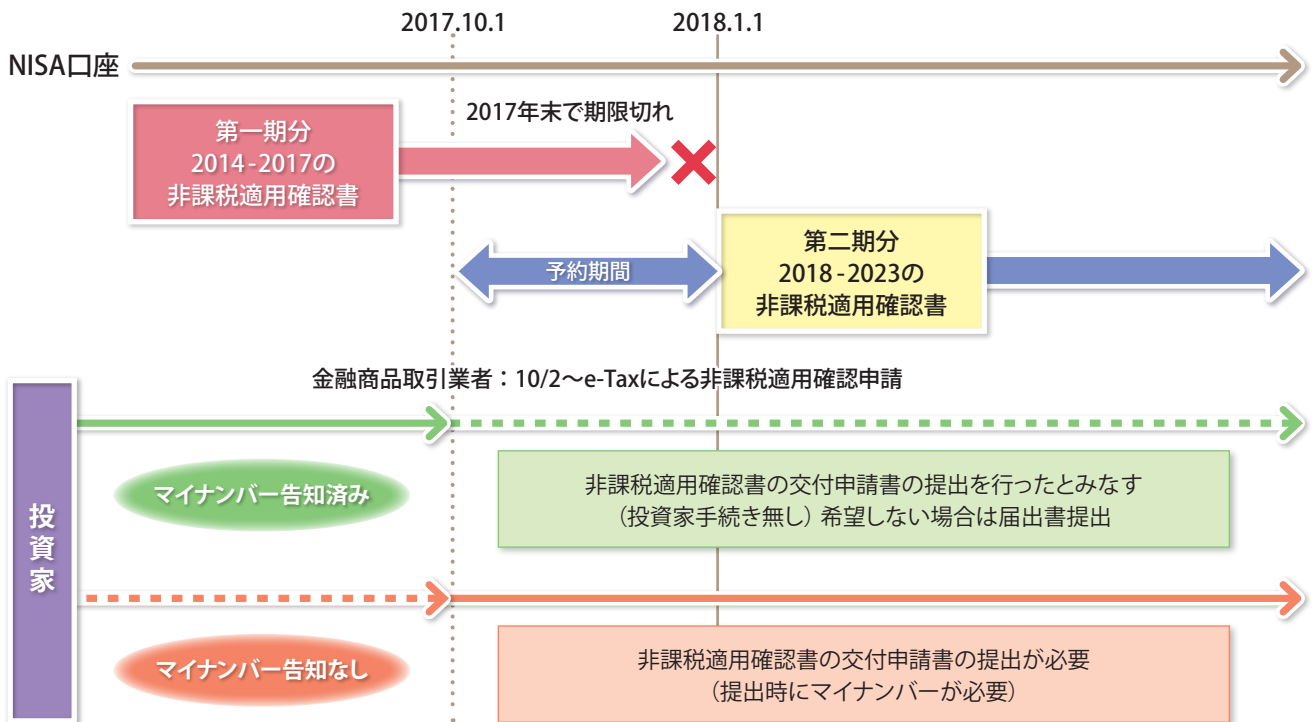 2017.10.1
2018.1.1
NISA口座
2017年末で期限切れ
第一期分
2014-2017の
非課税適用確認書
予約期間
第二期分
2018-2023の
非課税適用確認書
金融商品取引業者：10/2〜e-Taxによる非課税適用確認申請
投資家
マイナンバー告知済み
非課税適用確認書の交付申請書の提出を行ったとみなす
（投資家手続き無し）希望しない場合は届出書提出
マイナンバー告知なし
非課税適用確認書の交付申請書の提出が必要
（提出時にマイナンバーが必要）